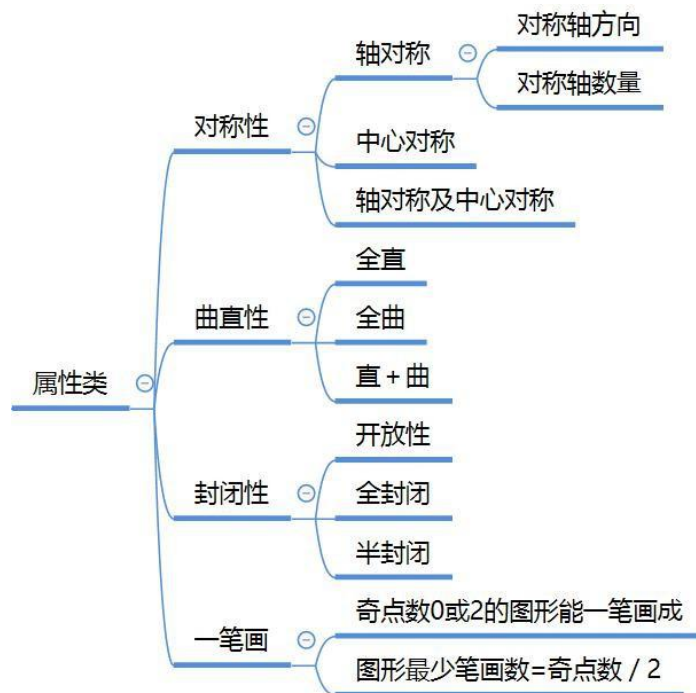 属性类
对称性
轴对称
对称轴方向
对称轴数量
中心对称
轴对称及中心对称
曲直性
全直
全曲
直+曲
封闭性
开放性
全封闭
半封闭
一笔画
奇点数0或2的图形能一笔画成
图形最少笔画数=奇点数/2